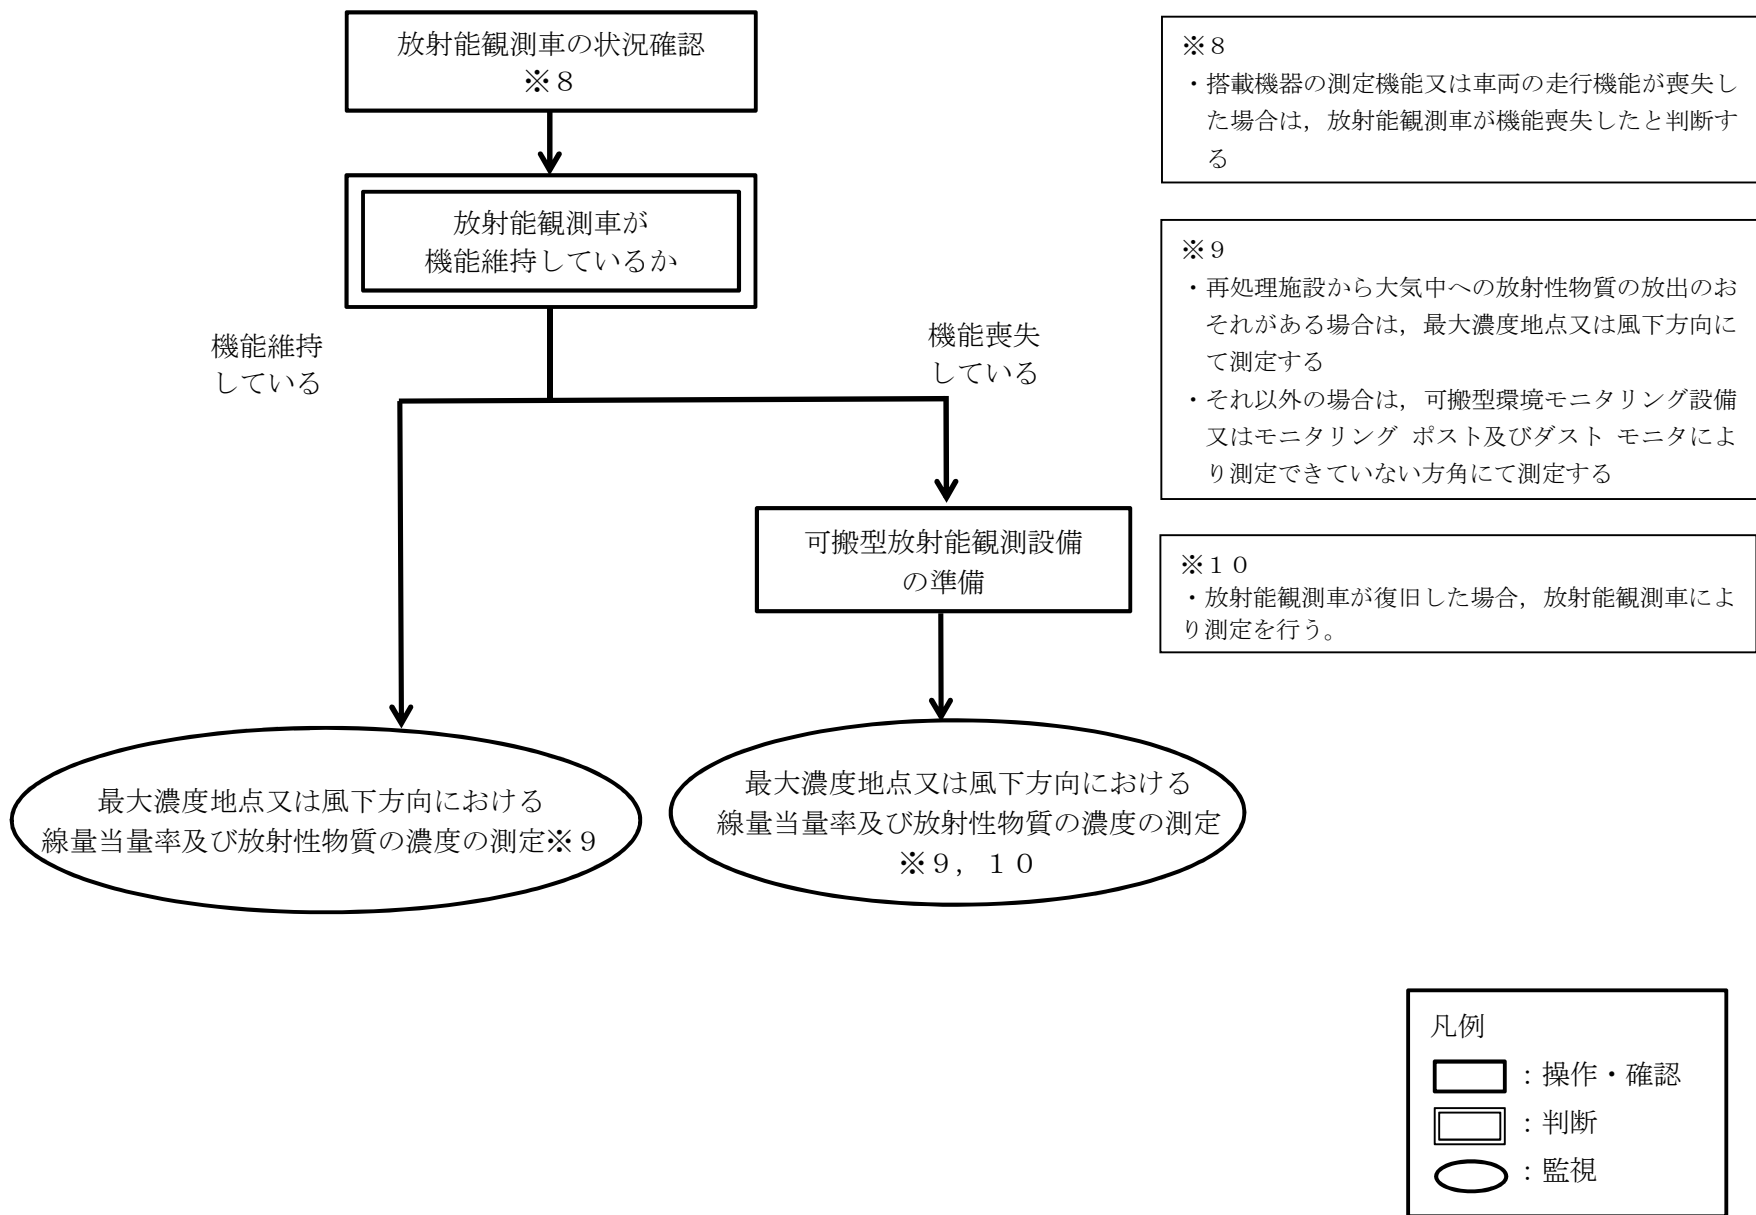 放射能観測車の状況確認
※8
放射能観測車が
機能維持しているか
機能維持
している
機能喪失
している
可搬型放射能観測設備
の準備
最大濃度地点又は風下方向における
線量当量率及び放射性物質の濃度の測定※９
最大濃度地点又は風下方向における
線量当量率及び放射性物質の濃度の測定
※９，１０
※８
・搭載機器の測定機能又は車両の走行機能が喪失し
た場合は，放射能観測車が機能喪失したと判断す
る
※９
・再処理施設から大気中への放射性物質の放出のお
それがある場合は，最大濃度地点又は風下方向に
て測定する
・それ以外の場合は，可搬型環境モニタリング設備
又はモニタリング ポスト及びダスト モニタによ
り測定できていない方角にて測定する
※１０
・放射能観測車が復旧した場合，放射能観測車によ
り測定を行う。
凡例
：操作・確認
：判断
：監視